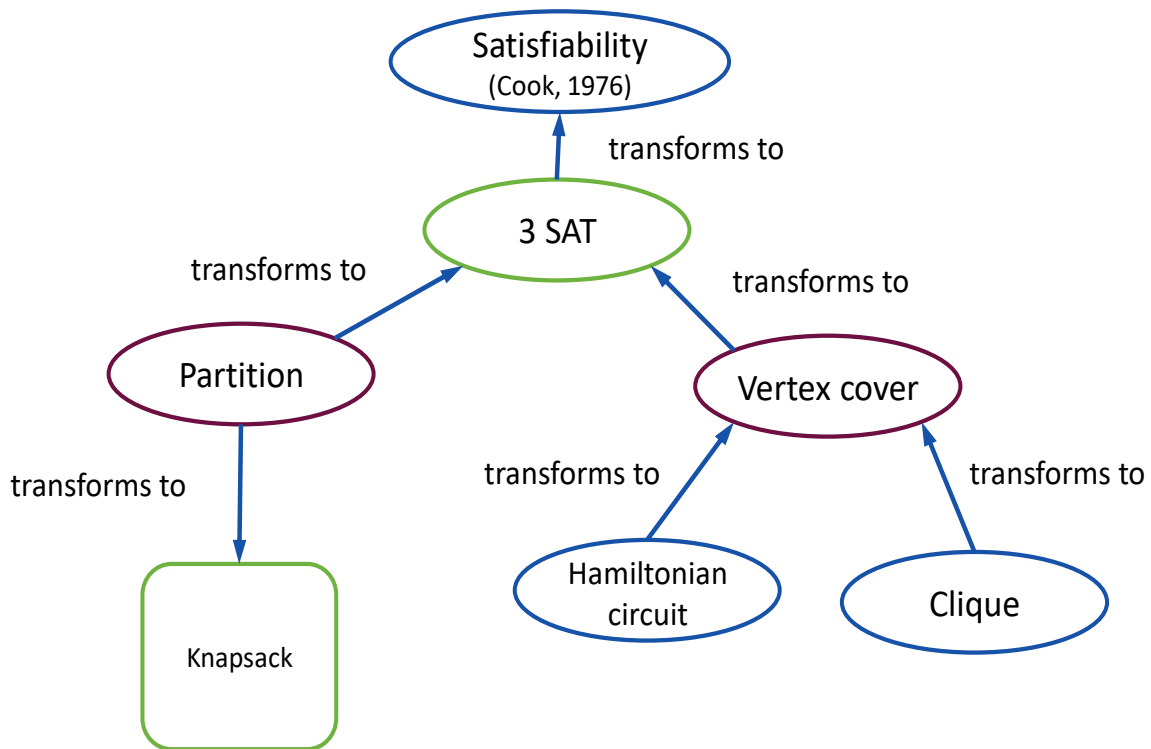 Satisfiability
(Cook, 1976)
transforms to
3 SAT
transforms to
transforms to
Partition
Vertex cover
transforms to
transforms to
transforms to
Hamiltonian
circuit
Clique
Knapsack